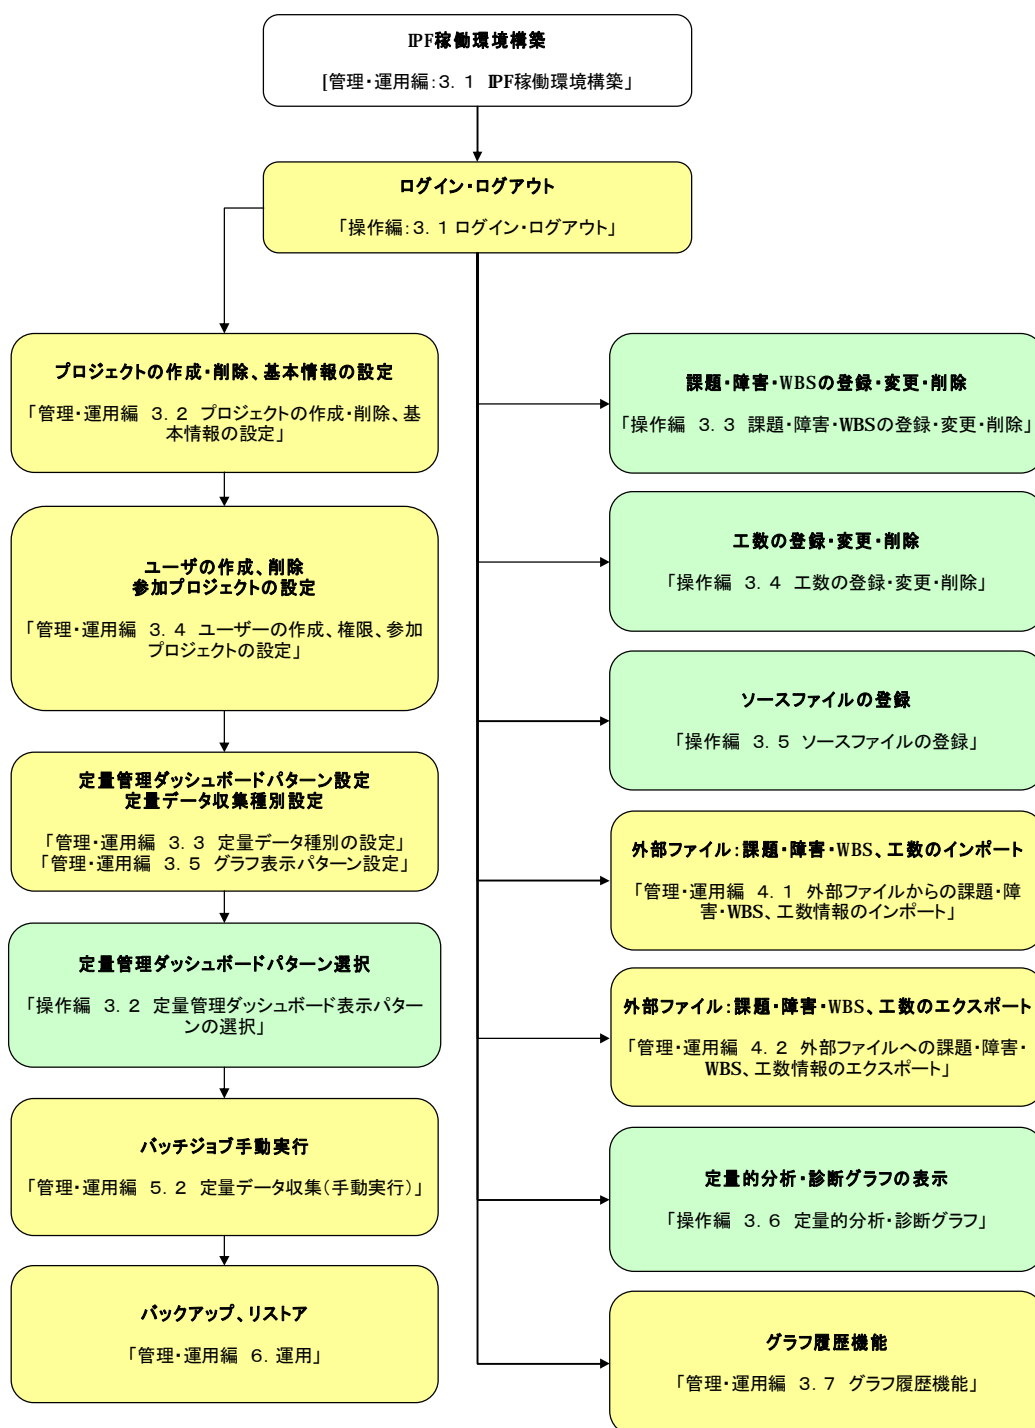 IPF稼働環境構築
[管理・運用編：3．1　IPF稼働環境構築」
ログイン・ログアウト
「操作編：3．1 ログイン・ログアウト」
プロジェクトの作成・削除、基本情報の設定
「管理・運用編　3．2　プロジェクトの作成・削除、基
本情報の設定」
ユーザの作成、削除
参加プロジェクトの設定
「管理・運用編　3．4　ユーザーの作成、権限、参加
プロジェクトの設定」
定量管理ダッシュボードパターン設定
定量データ収集種別設定
「管理・運用編　3．3　定量データ種別の設定」
「管理・運用編　3．5　グラフ表示パターン設定」
定量管理ダッシュボードパターン選択
「操作編　3．2　定量管理ダッシュボード表示パター
ンの選択」
バッチジョブ手動実行
「管理・運用編　5．2　定量データ収集（手動実行）」
バックアップ、リストア
「管理・運用編　6．運用」
課題・障害・WBSの登録・変更・削除
「操作編　3．3　課題・障害・WBSの登録・変更・削除」
工数の登録・変更・削除
「操作編　3．4　工数の登録・変更・削除」
ソースファイルの登録
「操作編　3．5　ソースファイルの登録」
外部ファイル：課題・障害・WBS、工数のインポート
「管理・運用編　4．1　外部ファイルからの課題・障
害・WBS、工数情報のインポート」
外部ファイル：課題・障害・WBS、工数のエクスポート
「管理・運用編　4．2　外部ファイルへの課題・障害・
WBS、工数情報のエクスポート」
定量的分析・診断グラフの表示
「操作編　3．6　定量的分析・診断グラフ」
グラフ履歴機能
「管理・運用編　3．7　グラフ履歴機能」